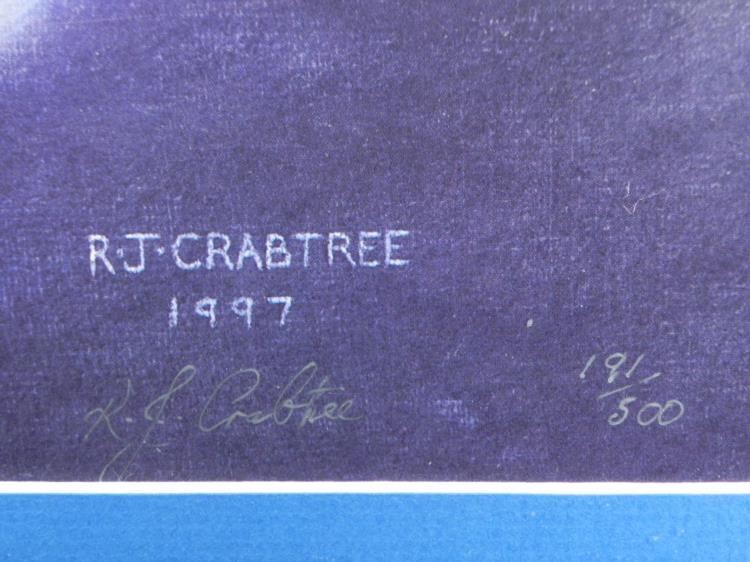 R·J·CRABTREE
1997
R. J. Crabtree
191/500